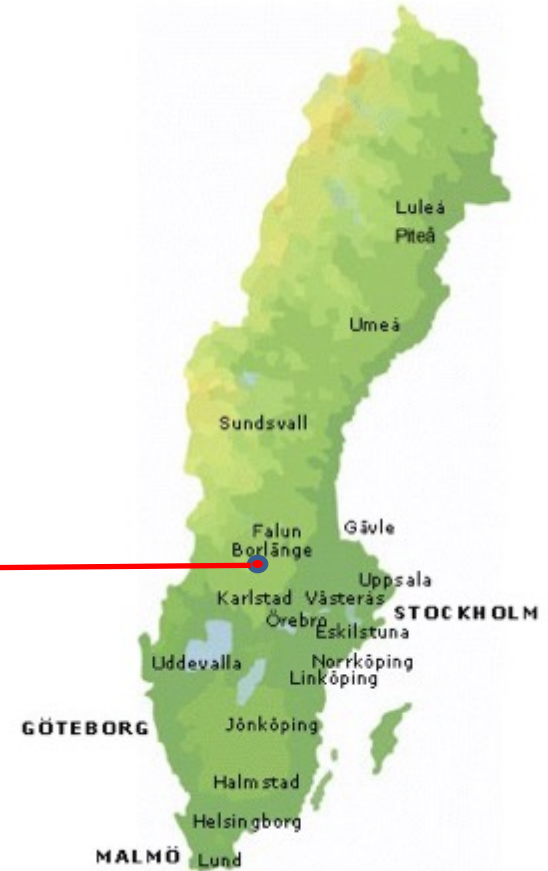 Luleå
Piteå
Umeå
Sundsvall
Gävle
Falun
Borlänge
Uppsala
Karlstad Västerås
STOCKHOLM
Örebro
Eskilstuna
Uddevalla
Norrköping
Linköping
GÖTEBORG
Jönköping
Halmstad
Helsingborg
MALMÖ
Lund